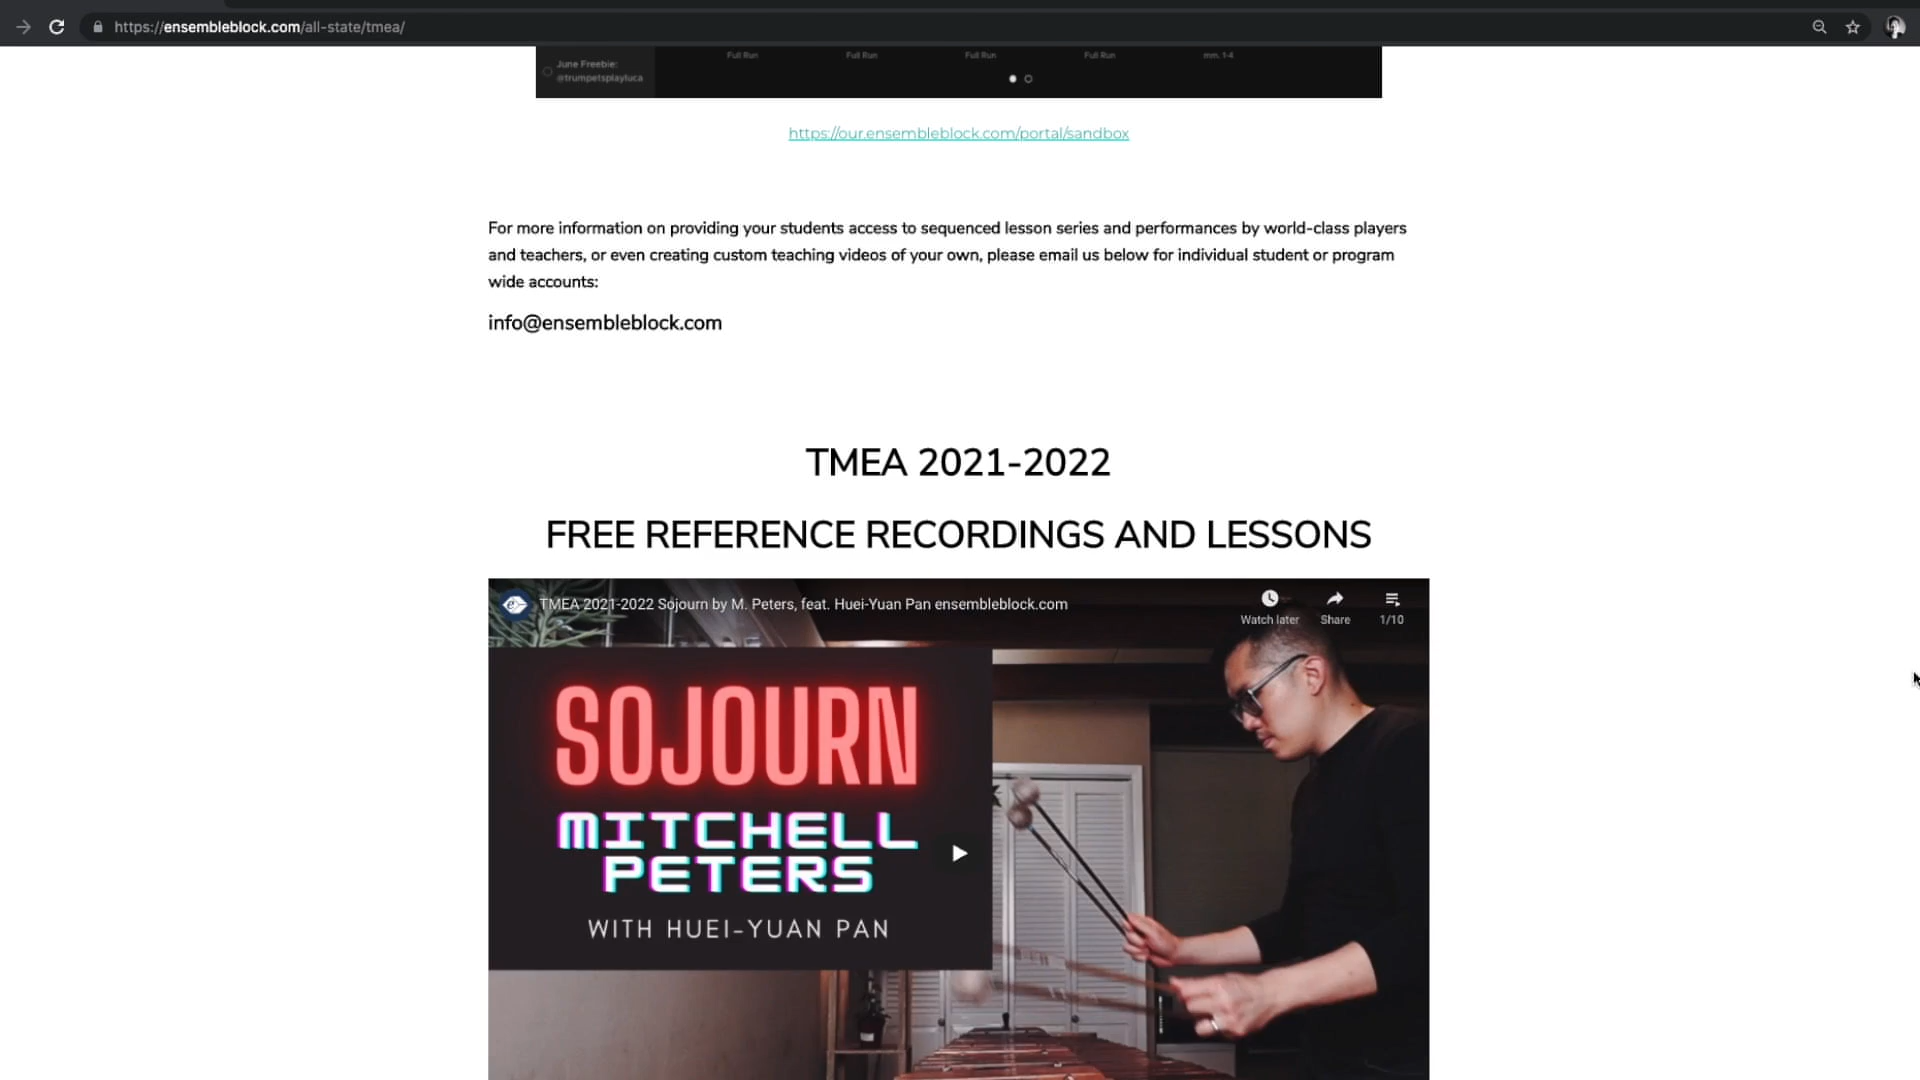 https://ensembleblock.com/all-state/tmea/
Full Run Full Run Full Run Full Run mm. 1-4
June Freebie:
@trumpetsplayluca
https://our.ensembleblock.com/portal/sandbox
For more information on providing your students access to sequenced lesson series and performances by world-class players
and teachers, or even creating custom teaching videos of your own, please email us below for individual student or program
wide accounts:
info@ensembleblock.com
TMEA 2021-2022
FREE REFERENCE RECORDINGS AND LESSONS
TMEA 2021-2022 Sojourn by M. Peters, feat. Huei-Yuan Pan ensembleblock.com
Watch later Share 1/10
SOJOURN
MITCHELL
PETERS
WITH HUEI-YUAN PAN